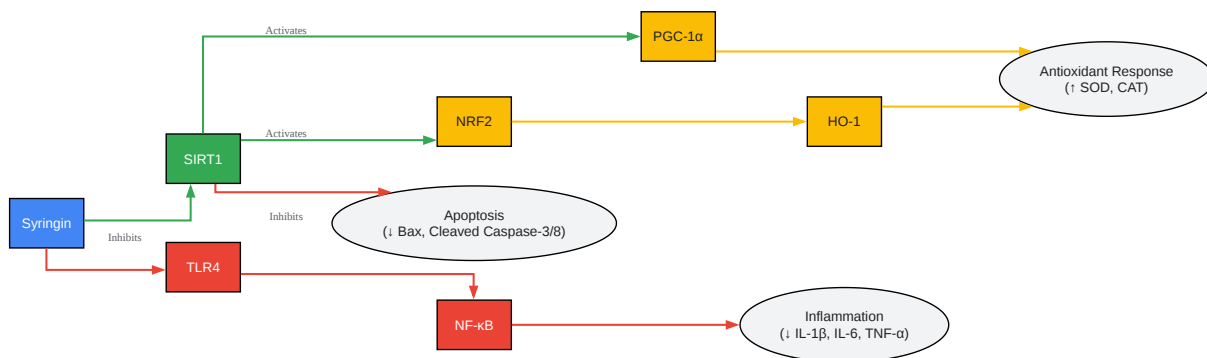 Activates
PGC-1α
Antioxidant Response
(↑ SOD, CAT)
Activates
NRF2
HO-1
SIRT1
Syringin
Inhibits
Inhibits
Apoptosis
(↓ Bax, Cleaved Caspase-3/8)
TLR4
NF-κB
Inflammation
(↓ IL-1β, IL-6, TNF-α)